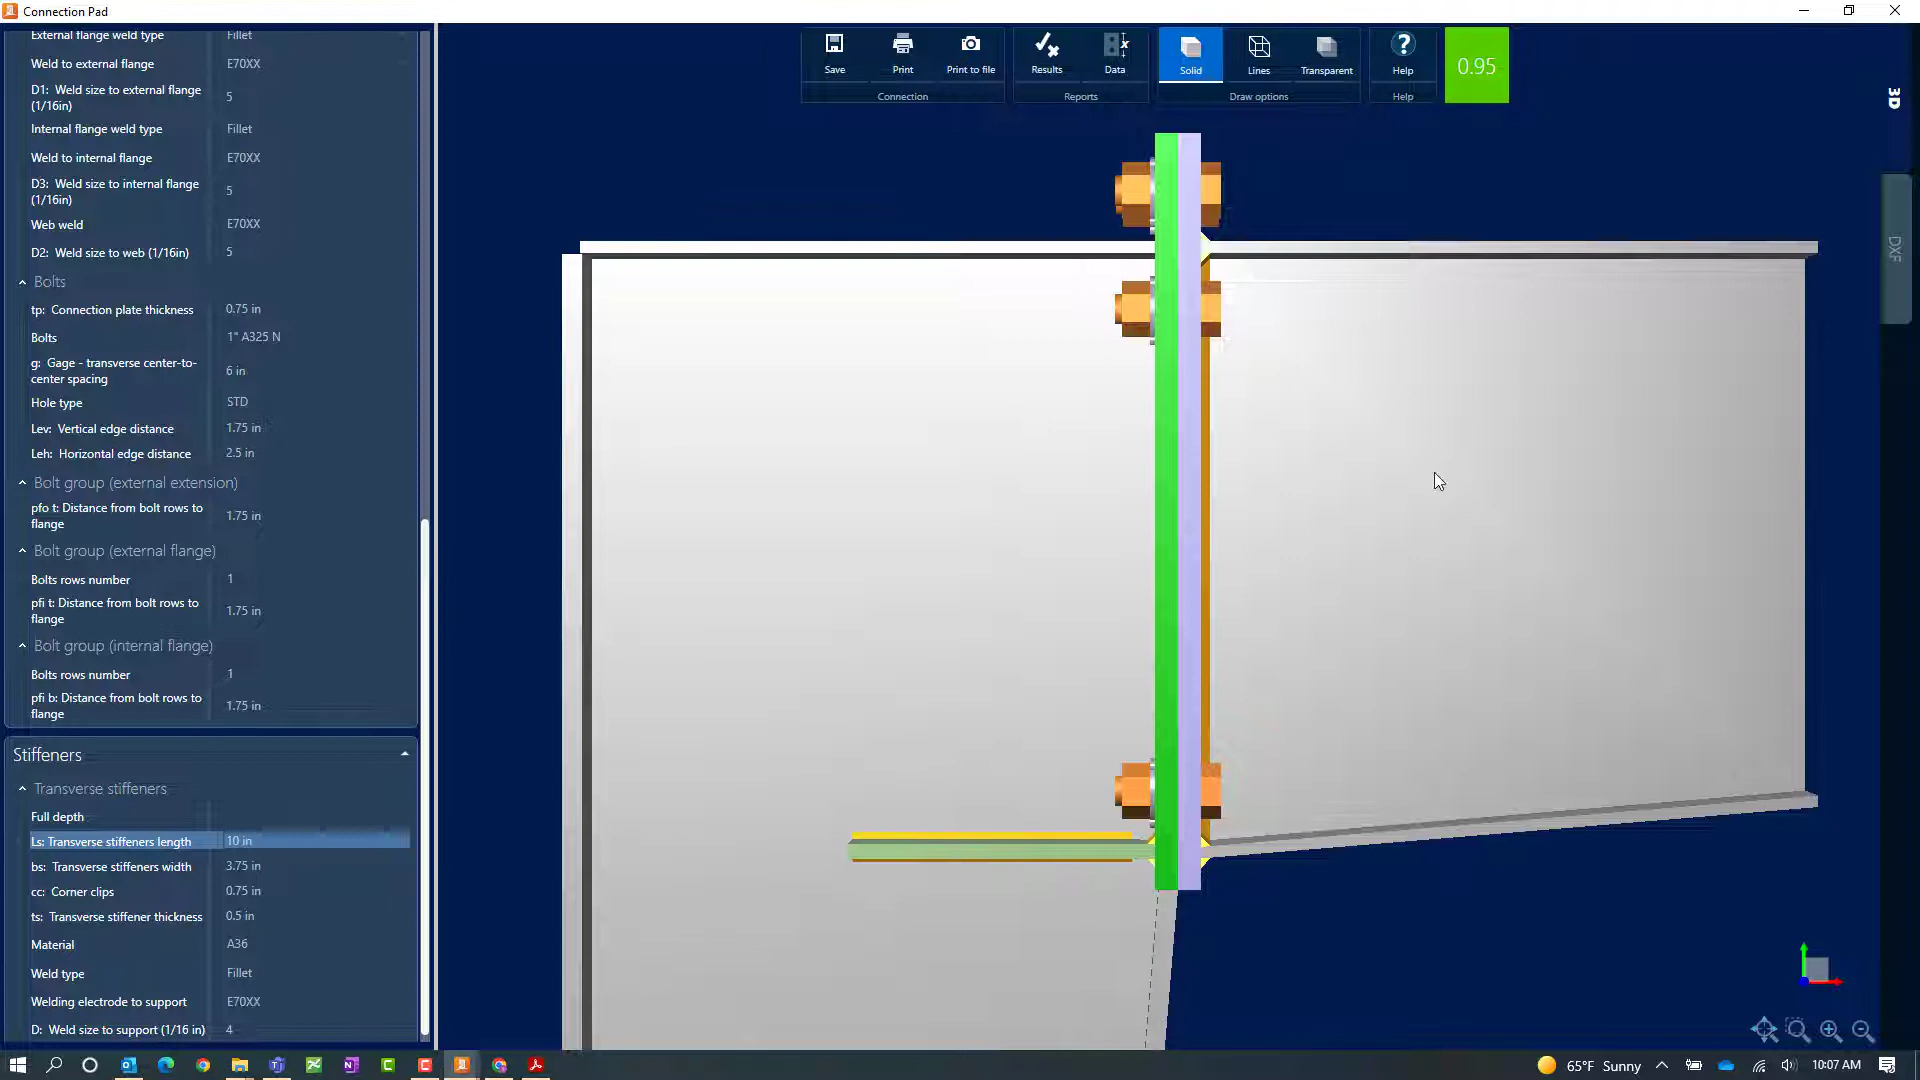 Connection Pad
External flange weld type Fillet
Weld to external flange E70XX
D1: Weld size to external flange
(1/16in) 5
Internal flange weld type Fillet
Weld to internal flange E70XX
D3: Weld size to internal flange
(1/16in) 5
Web weld E70XX
D2: Weld size to web (1/16in) 5
Bolts
tp: Connection plate thickness 0.75 in
Bolts 1" A325 N
g: Gage - transverse center-to-
center spacing 6 in
Hole type STD
Lev: Vertical edge distance 1.75 in
Leh: Horizontal edge distance 2.5 in
Bolt group (external extension)
pfo t: Distance from bolt rows to
flange 1.75 in
Bolt group (external flange)
Bolts rows number 1
pfi t: Distance from bolt rows to
flange 1.75 in
Bolt group (internal flange)
Bolts rows number 1
pfi b: Distance from bolt rows to
flange 1.75 in
Stiffeners
Transverse stiffeners
Full depth
Ls: Transverse stiffeners length 10 in
bs: Transverse stiffeners width 3.75 in
cc: Corner clips 0.75 in
ts: Transverse stiffener thickness 0.5 in
Material A36
Weld type Fillet
Welding electrode to support E70XX
D: Weld size to support (1/16 in) 4
Save Print Print to file Results Data Solid Lines Transparent Help 0.95
Connection Reports Draw options Help
3D
DXF
65°F Sunny 10:07 AM